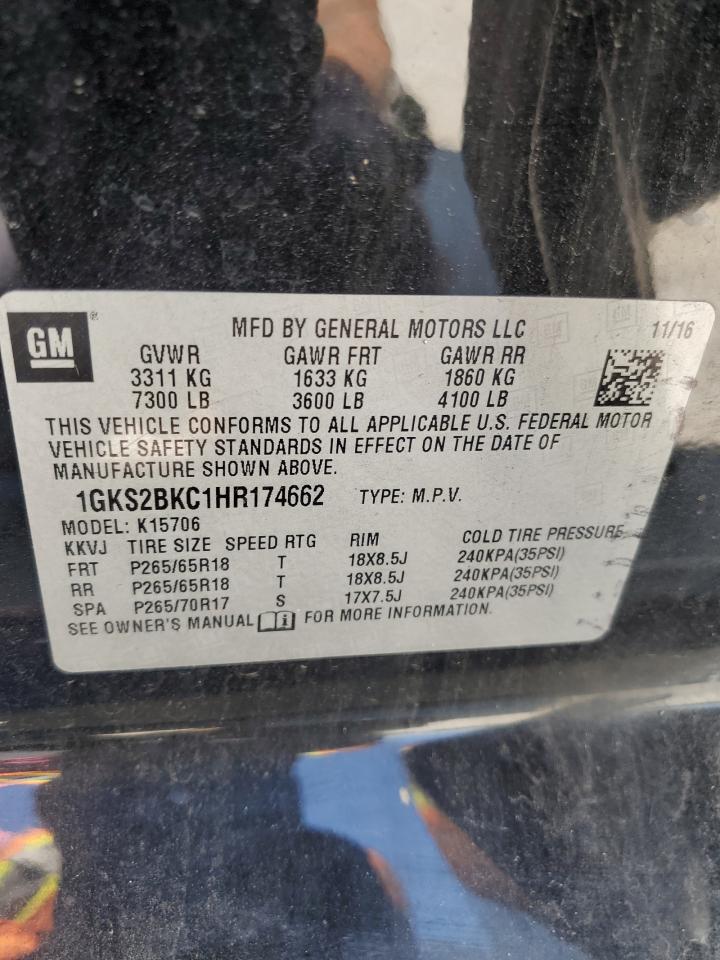 GM ®
MFD BY GENERAL MOTORS LLC 11/16
GVWR GAWR FRT GAWR RR
3311 KG 1633 KG 1860 KG
7300 LB 3600 LB 4100 LB
THIS VEHICLE CONFORMS TO ALL APPLICABLE U.S. FEDERAL MOTOR
VEHICLE SAFETY STANDARDS IN EFFECT ON THE DATE OF
MANUFACTURE SHOWN ABOVE.
1GKS2BKC1HR174662 TYPE: M.P.V.
MODEL: K15706
KKVJ TIRE SIZE SPEED RTG RIM COLD TIRE PRESSURE
FRT P265/65R18 T 18X8.5J 240KPA(35PSI)
RR P265/65R18 T 18X8.5J 240KPA(35PSI)
SPA P265/70R17 S 17X7.5J 240KPA(35PSI)
SEE OWNER'S MANUAL i FOR MORE INFORMATION.